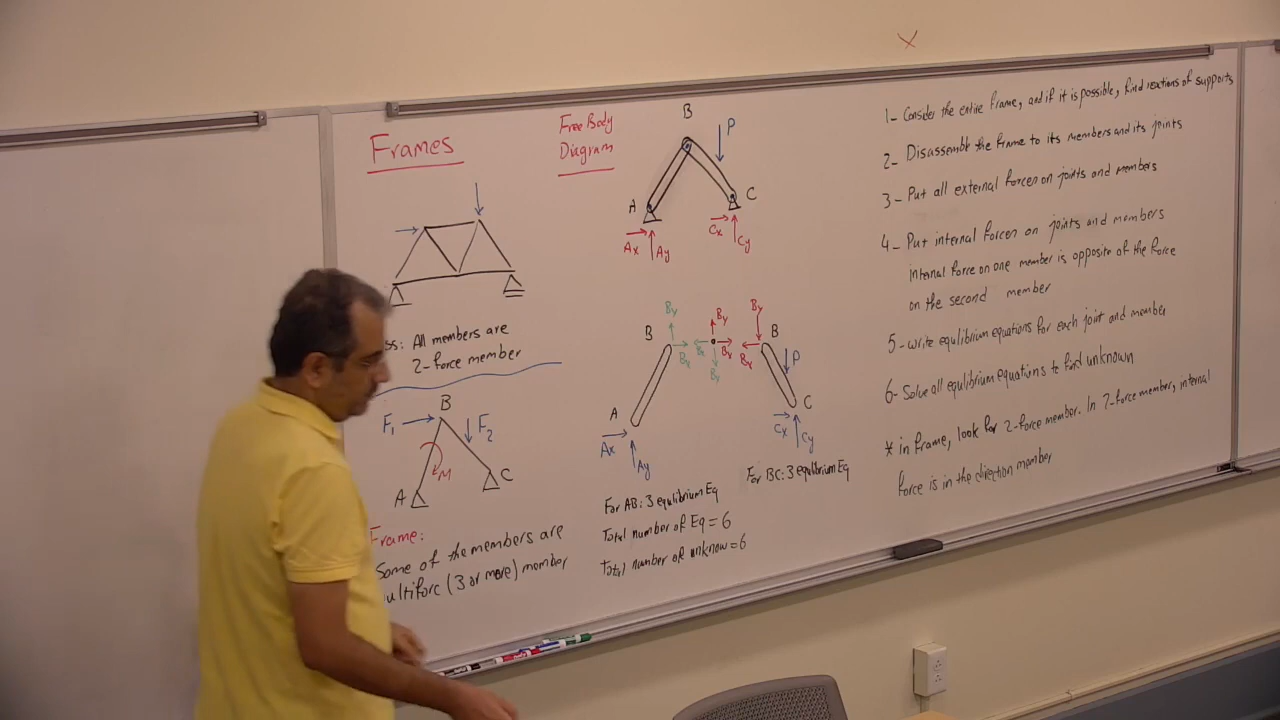 Frames
ss: All members are
2-force member
B
F1
F2
M
A
C
Frame:
Some of the members are
ultiforc (3 or more) member
Free Body
Diagram
B
P
A
C
Ax
Ay
Cx
Cy
By
By
By
B
Bx
Bx
Bx
Bx
B
By
P
A
C
Ax
Ay
Cx
Cy
For AB: 3 equilibrium Eq
For BC: 3 equilibrium Eq
Total number of Eq = 6
Total number of unknow = 6
1- Consider the entire frame, and if it is possible, find reactions of supports
2- Disassemble the frame to its members and its joints
3- Put all external forces on joints and members
4- Put internal forces on joints and members
internal force on one member is opposite of the force
on the second member
5- write equlibrium equations for each joint and member
6- Solve all equlibrium equations to find unknown
* in frame, look for 2-force member. In 2-force member, internal
force is in the direction member